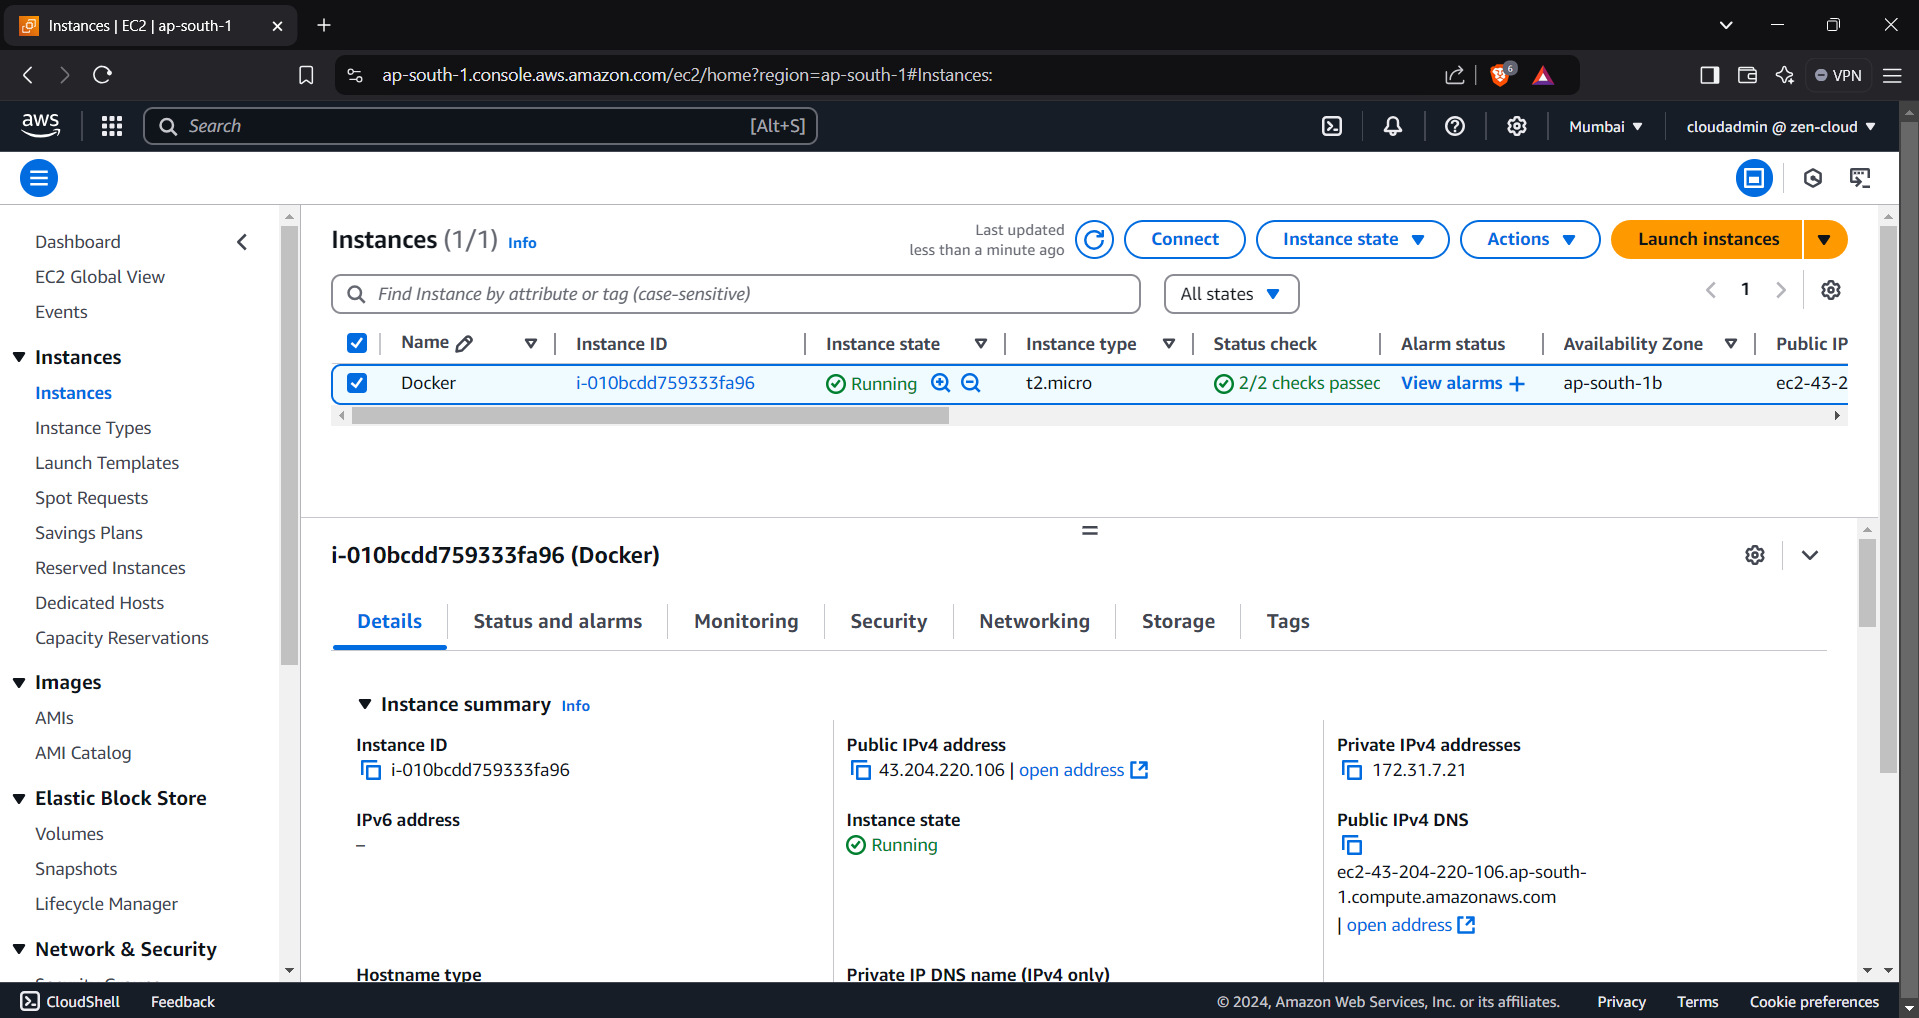 Instances | EC2 | ap-south-1
ap-south-1.console.aws.amazon.com/ec2/home?region=ap-south-1#Instances:
6
VPN
aws
Search
[Alt+S]
Mumbai
cloudadmin @ zen-cloud
Dashboard
EC2 Global View
Events
Instances
Instances
Instance Types
Launch Templates
Spot Requests
Savings Plans
Reserved Instances
Dedicated Hosts
Capacity Reservations
Images
AMIs
AMI Catalog
Elastic Block Store
Volumes
Snapshots
Lifecycle Manager
Network & Security
Instances (1/1) Info
Last updated
less than a minute ago
Connect
Instance state
Actions
Launch instances
Find Instance by attribute or tag (case-sensitive)
All states
1
Name Instance ID Instance state Instance type Status check Alarm status Availability Zone Public IP
Docker i-010bcdd759333fa96 Running t2.micro 2/2 checks passec View alarms + ap-south-1b ec2-43-2
i-010bcdd759333fa96 (Docker)
Details
Status and alarms
Monitoring
Security
Networking
Storage
Tags
Instance summary Info
Instance ID
i-010bcdd759333fa96
Public IPv4 address
43.204.220.106 | open address
Private IPv4 addresses
172.31.7.21
IPv6 address
–
Instance state
Running
Public IPv4 DNS
ec2-43-204-220-106.ap-south-
1.compute.amazonaws.com
| open address
Hostname type
Private IP DNS name (IPv4 only)
CloudShell
Feedback
© 2024, Amazon Web Services, Inc. or its affiliates.
Privacy
Terms
Cookie preferences